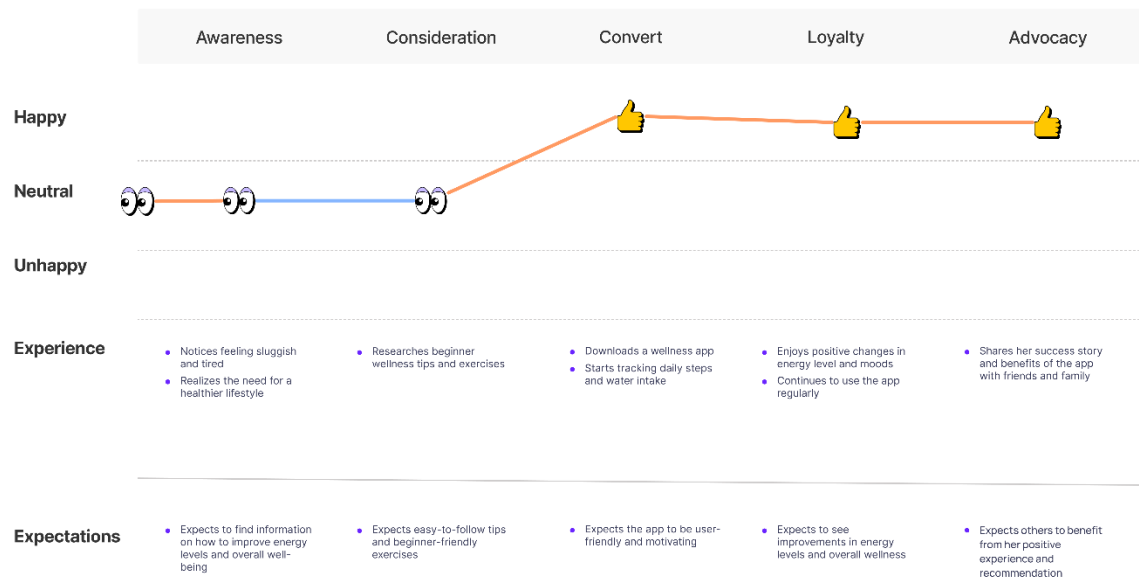 Awareness
Consideration
Convert
Loyalty
Advocacy
Happy
Neutral
Unhappy
Experience
Notices feeling sluggish
and tired
Realizes the need for a
healthier lifestyle
Researches beginner
wellness tips and exercises
Downloads a wellness app
Starts tracking daily steps
and water intake
Enjoys positive changes in
energy level and moods
Continues to use the app
regularly
Shares her success story
and benefits of the app
with friends and family
Expectations
Expects to find information
on how to improve energy
levels and overall well-
being
Expects easy-to-follow tips
and beginner-friendly
exercises
Expects the app to be user-
friendly and motivating
Expects to see
improvements in energy
levels and overall wellness
Expects others to benefit
from her positive
experience and
recommendation